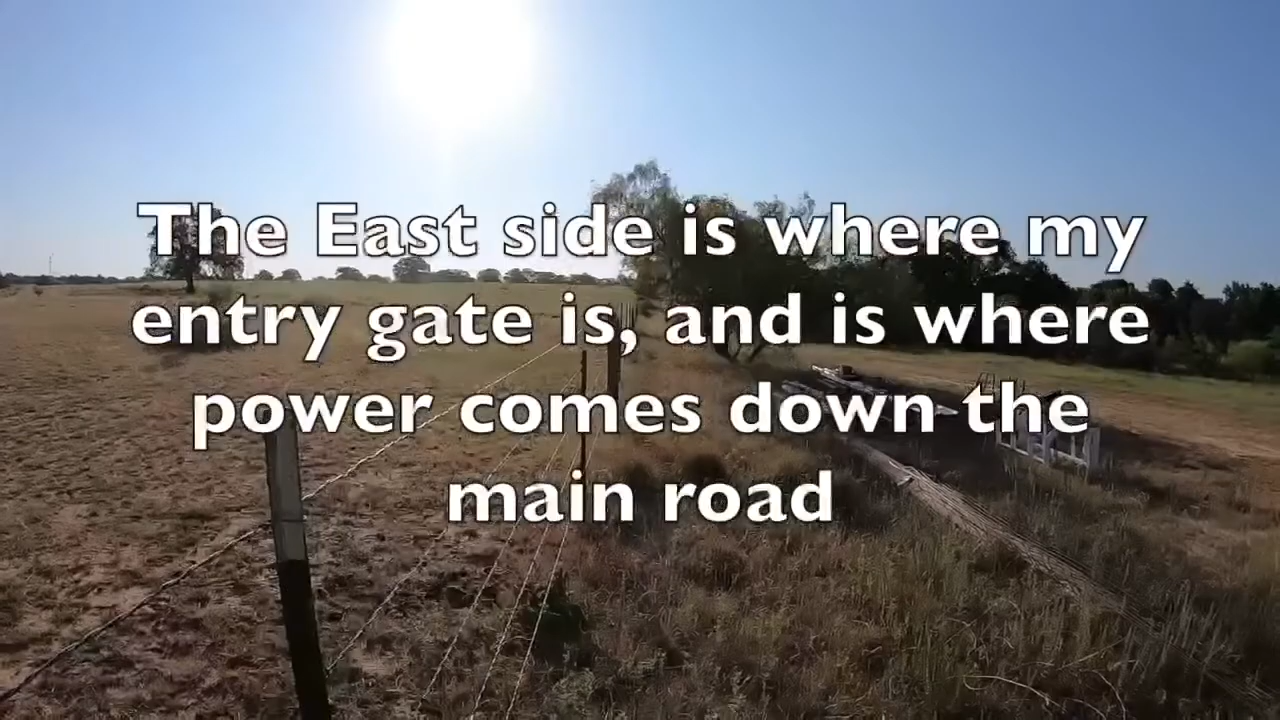 The East side is where my
entry gate is, and is where
power comes down the
main road